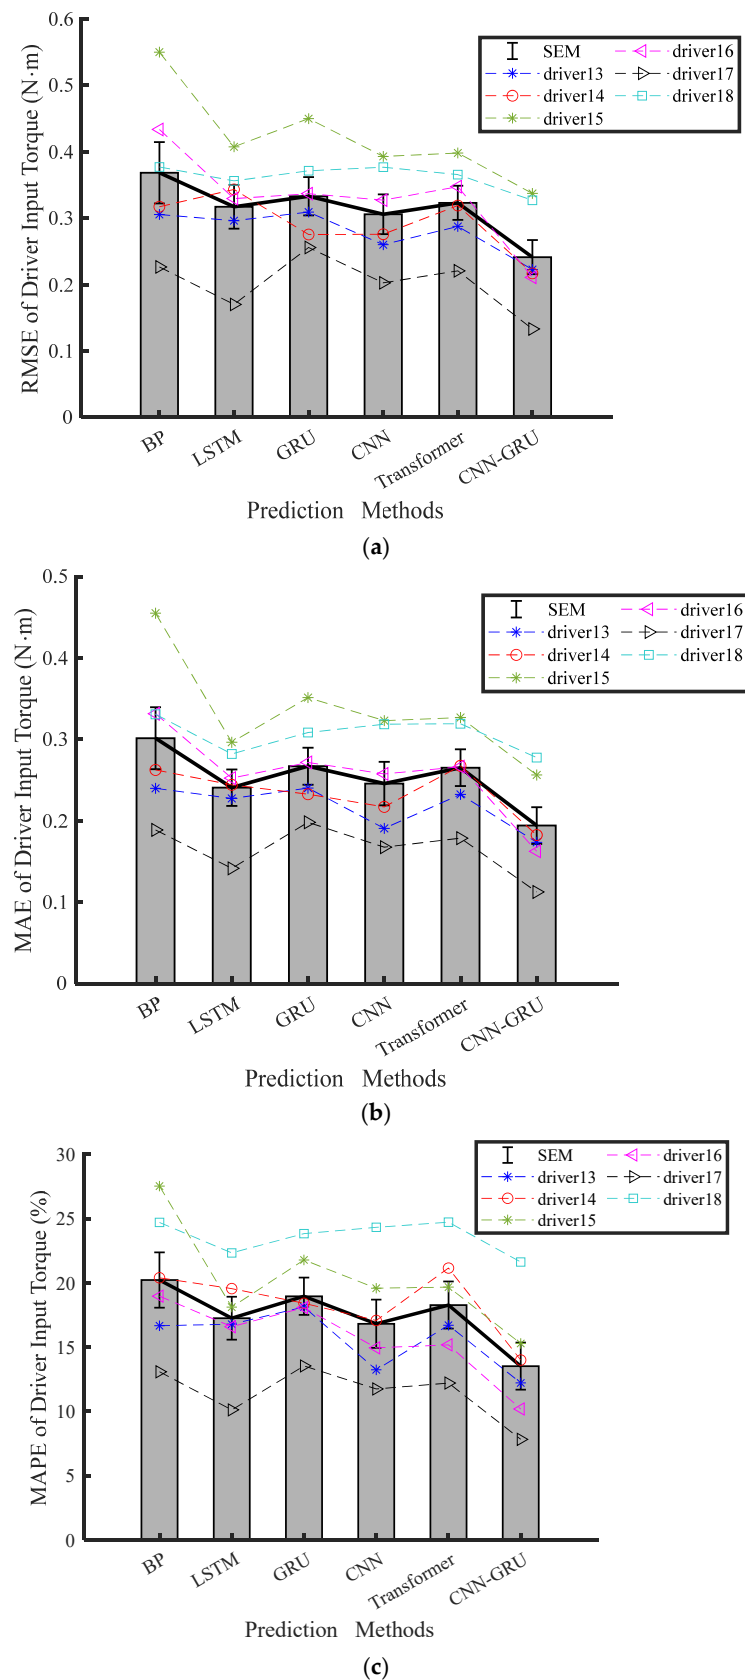 RMSE of Driver Input Torque (N·m)
0.6
0.5
0.4
0.3
0.2
0.1
0
SEM
driver13
driver14
driver15
driver16
driver17
driver18
BP
LSTM
GRU
CNN
Transformer
CNN-GRU
Prediction Methods
(a)
MAE of Driver Input Torque (N·m)
0.5
0.4
0.3
0.2
0.1
0
SEM
driver13
driver14
driver15
driver16
driver17
driver18
BP
LSTM
GRU
CNN
Transformer
CNN-GRU
Prediction Methods
(b)
MAPE of Driver Input Torque (%)
30
25
20
15
10
5
0
SEM
driver13
driver14
driver15
driver16
driver17
driver18
BP
LSTM
GRU
CNN
Transformer
CNN-GRU
Prediction Methods
(c)